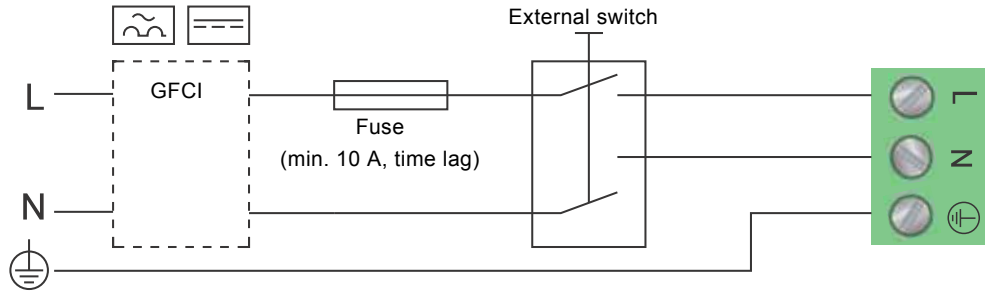 External switch
GFCI
L
L
Fuse
(min. 10 A, time lag)
N
N